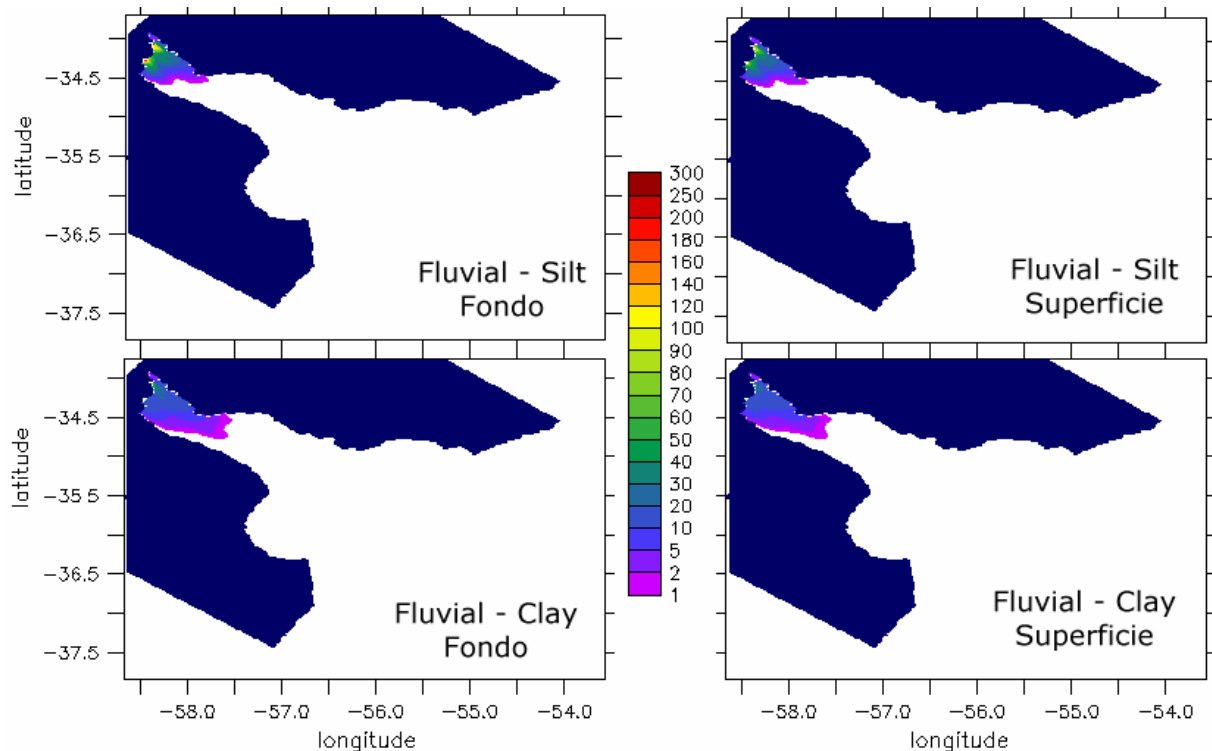 latitude
−34.5
−35.5
−36.5
−37.5
Fluvial - Silt
Fondo
300
250
200
180
160
140
120
100
90
80
70
60
50
40
30
20
10
5
2
1
Fluvial - Silt
Superficie
latitude
−34.5
−35.5
−36.5
−37.5
Fluvial - Clay
Fondo
Fluvial - Clay
Superficie
−58.0 −57.0 −56.0 −55.0 −54.0
longitude
−58.0 −57.0 −56.0 −55.0 −54.0
longitude